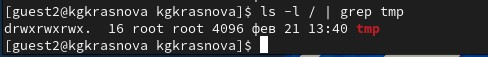 [guest2@kgkrasnova kgkrasnova]$ ls -l / | grep tmp
drwxrwxrwx.  16 root root 4096 фев 21 13:40 tmp
[guest2@kgkrasnova kgkrasnova]$